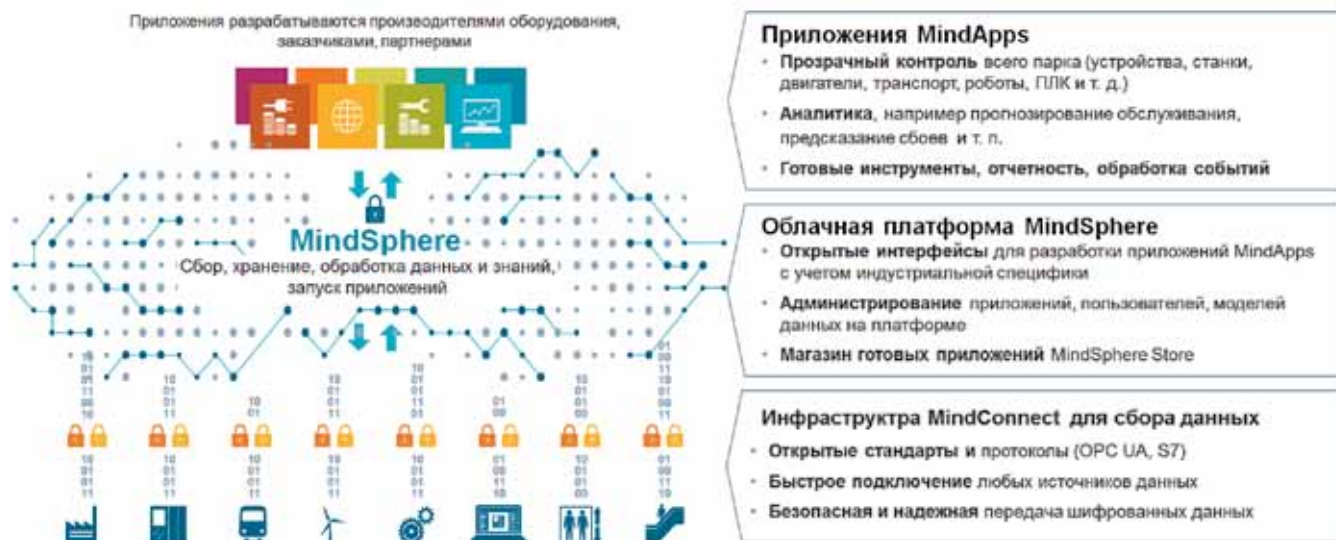 Приложения разрабатываются производителями оборудования,
заказчиками, партнерами
MindSphere
Сбор, хранение, обработка данных и знаний,
запуск приложений
Приложения MindApps
• Прозрачный контроль всего парка (устройства, станки,
двигатели, транспорт, роботы, ПЛК и т. д.)
• Аналитика, например прогнозирование обслуживания,
предсказание сбоев и т. п.
• Готовые инструменты, отчетность, обработка событий
Облачная платформа MindSphere
• Открытые интерфейсы для разработки приложений MindApps
с учетом индустриальной специфики
• Администрирование приложений, пользователей, моделей
данных на платформе
• Магазин готовых приложений MindSphere Store
Инфраструктра MindConnect для сбора данных
• Открытые стандарты и протоколы (OPC UA, S7)
• Быстрое подключение любых источников данных
• Безопасная и надежная передача шифрованных данных